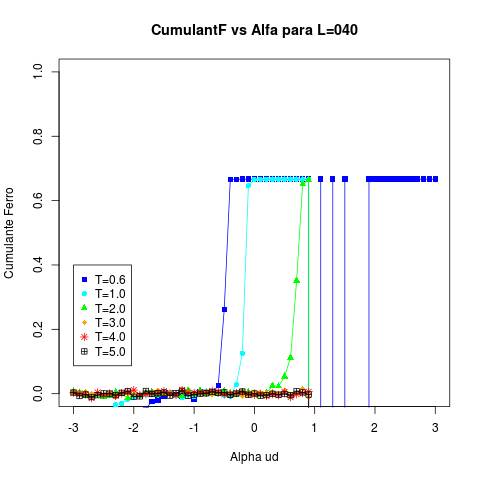 CumulantF vs Alfa para L=040
Cumulante Ferro
1.0
0.8
0.6
0.4
0.2
0.0
T=0.6
T=1.0
T=2.0
T=3.0
T=4.0
T=5.0
-3 -2 -1 0 1 2 3
Alpha ud